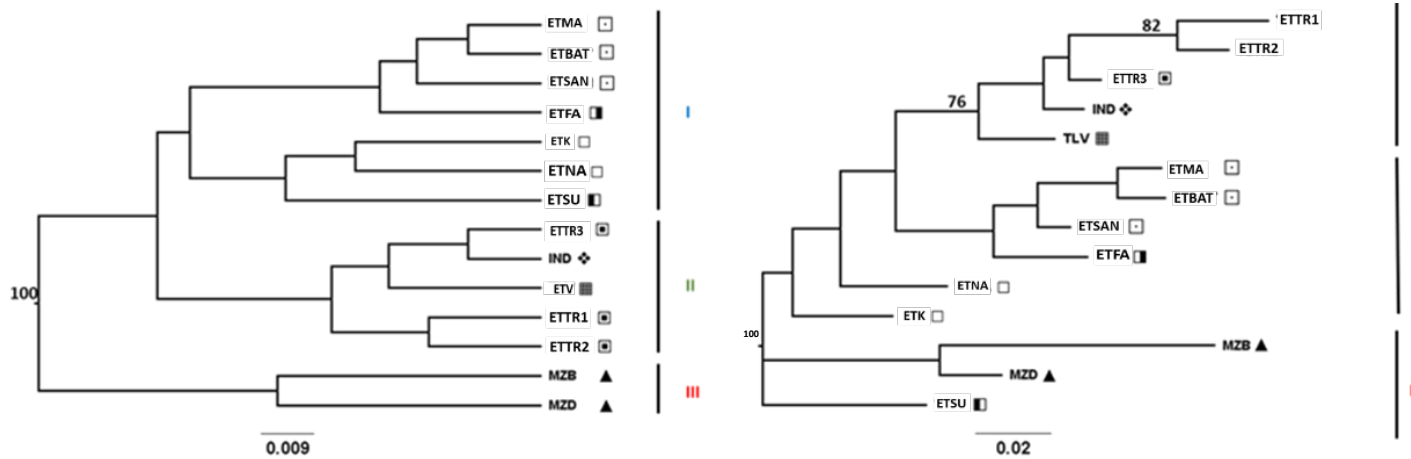 ETMA
ETBAT
ETSAN
ETFA
ETK
ETNA
ETSU
ETTR3
IND
ETV
ETTR1
ETTR2
MZB
MZD
I
II
III
100
0.009
82
ETTR1
ETTR2
ETTR3
76
IND
TLV
ETMA
ETBAT
ETSAN
ETFA
ETNA
ETK
100
MZB
MZD
ETSU
0.02